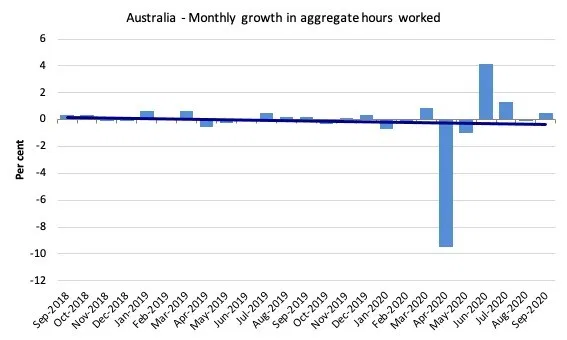 Australia - Monthly growth in aggregate hours worked
6
4
2
0
-2
-4
-6
-8
-10
-12
Per cent
Sep-2018
Oct-2018
Nov-2018
Dec-2018
Jan-2019
Feb-2019
Mar-2019
Apr-2019
May-2019
Jun-2019
Jul-2019
Aug-2019
Sep-2019
Oct-2019
Nov-2019
Dec-2019
Jan-2020
Feb-2020
Mar-2020
Apr-2020
May-2020
Jun-2020
Jul-2020
Aug-2020
Sep-2020